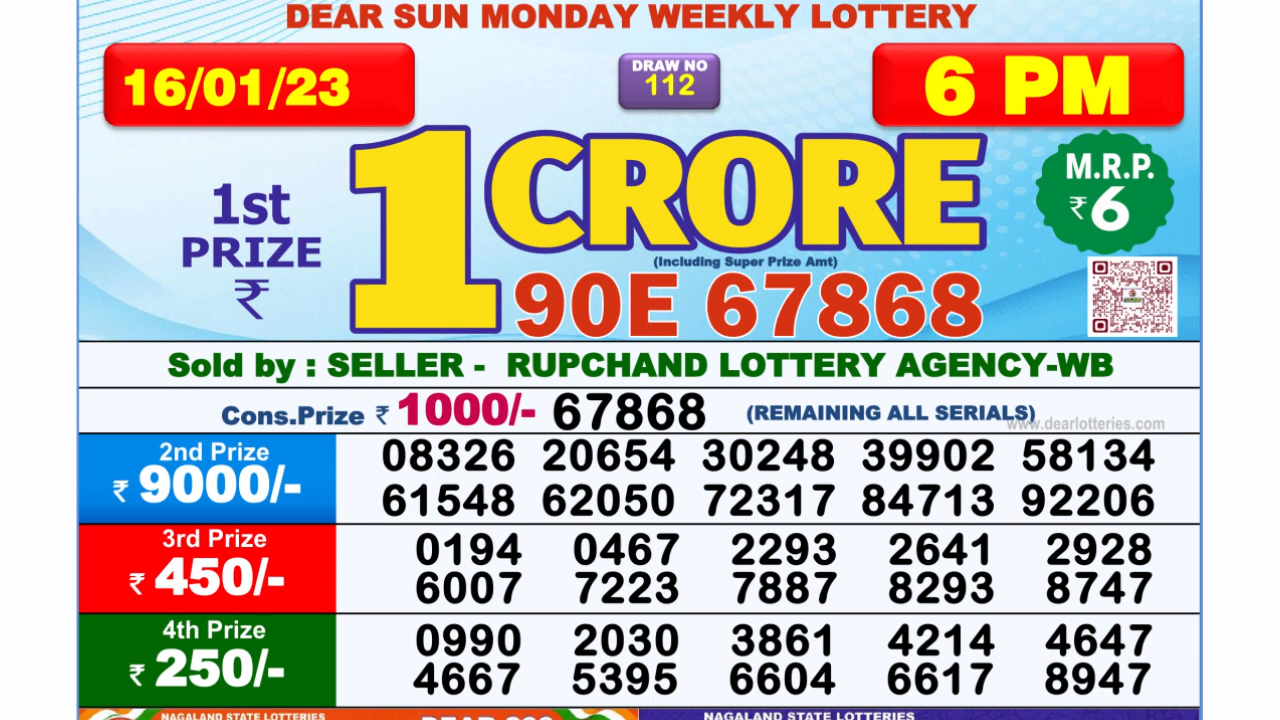 DEAR SUN MONDAY WEEKLY LOTTERY
16/01/23
DRAW NO
112
6 PM
1st
PRIZE
₹
1 CRORE
(Including Super Prize Amt)
M.R.P.
₹6
90E 67868
Sold by : SELLER - RUPCHAND LOTTERY AGENCY-WB
Cons.Prize ₹ 1000/- 67868 (REMAINING ALL SERIALS)
www.dearlotteries.com
2nd Prize
₹ 9000/-
08326 20654 30248 39902 58134
61548 62050 72317 84713 92206
3rd Prize
₹ 450/-
0194 0467 2293 2641 2928
6007 7223 7887 8293 8747
4th Prize
₹ 250/-
0990 2030 3861 4214 4647
4667 5395 6604 6617 8947
NAGALAND STATE LOTTERIES
DEAR
NAGALAND STATE LOTTERIES